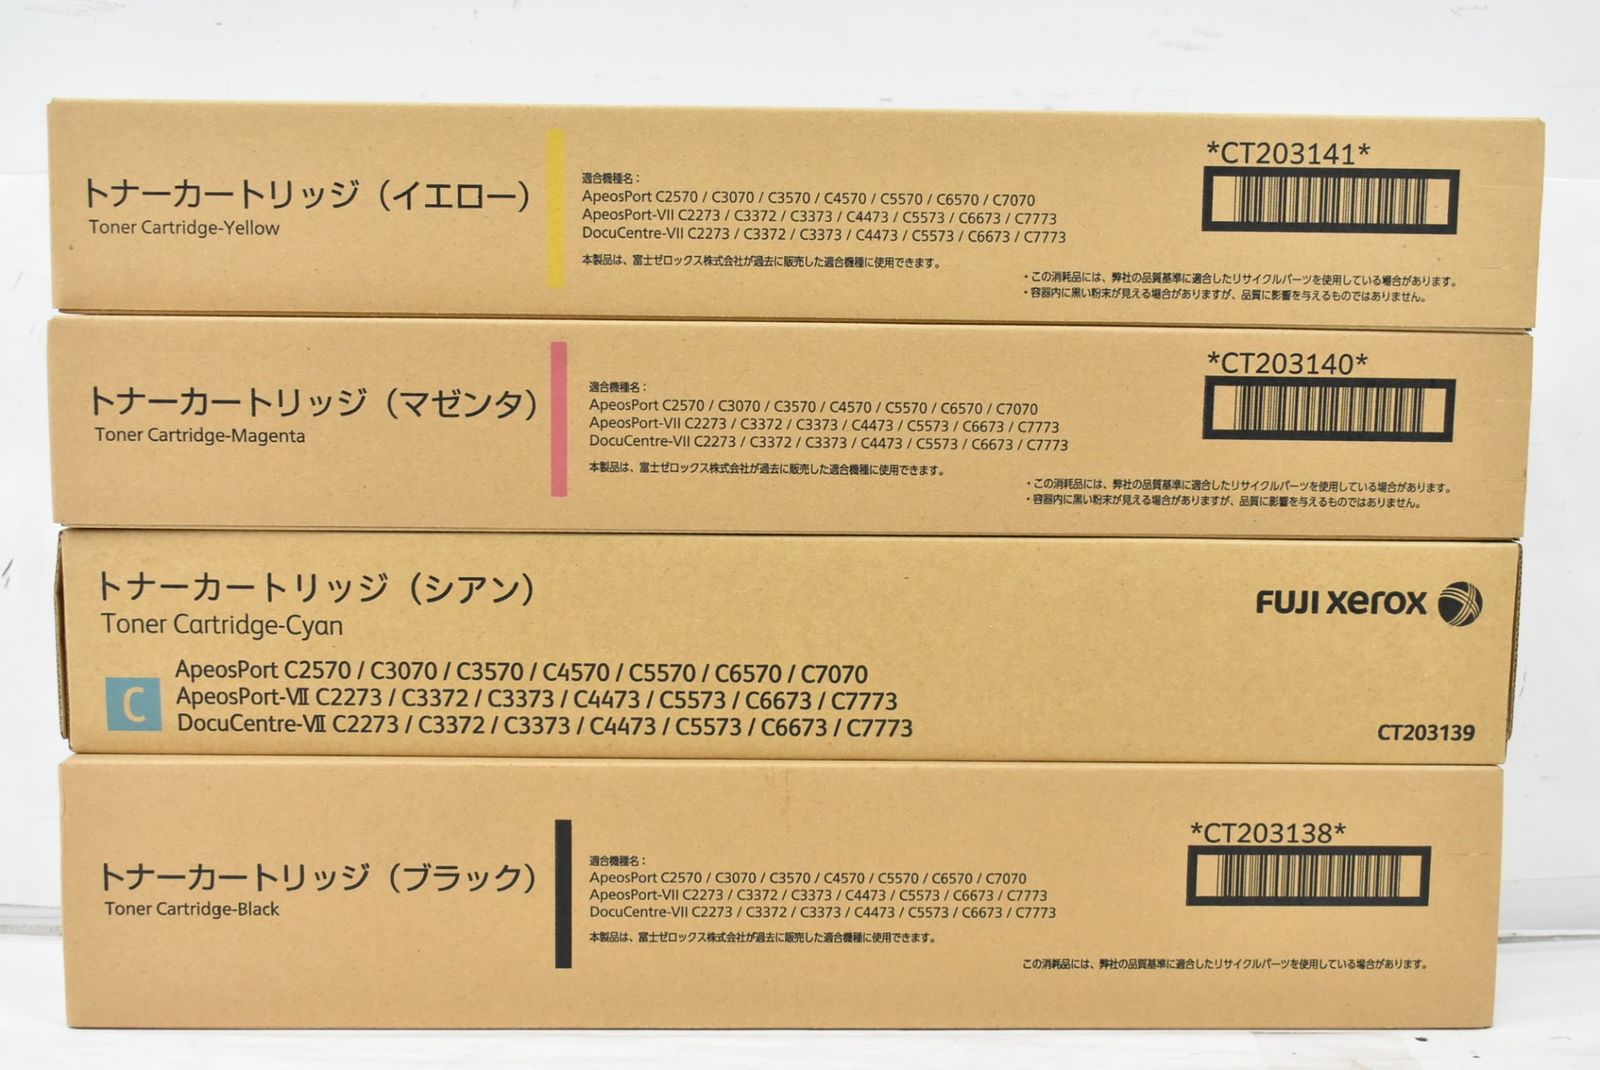 トナーカートリッジ（イエロー）
Toner Cartridge-Yellow
適合機種名：
ApeosPort C2570 / C3070 / C3570 / C4570 / C5570 / C6570 / C7070
ApeosPort-VII C2273 / C3372 / C3373 / C4473 / C5573 / C6673 / C7773
DocuCentre-VII C2273 / C3372 / C3373 / C4473 / C5573 / C6673 / C7773
本製品は、富士ゼロックス株式会社が過去に販売した適合機種に使用できます。
*CT203141*
・この消耗品には、弊社の品質基準に適合したリサイクルパーツを使用している場合があります。
・容器内に黒い粉末が見える場合がありますが、品質に影響を与えるものではありません。
トナーカートリッジ（マゼンタ）
Toner Cartridge-Magenta
適合機種名：
ApeosPort C2570 / C3070 / C3570 / C4570 / C5570 / C6570 / C7070
ApeosPort-VII C2273 / C3372 / C3373 / C4473 / C5573 / C6673 / C7773
DocuCentre-VII C2273 / C3372 / C3373 / C4473 / C5573 / C6673 / C7773
本製品は、富士ゼロックス株式会社が過去に販売した適合機種に使用できます。
*CT203140*
・この消耗品には、弊社の品質基準に適合したリサイクルパーツを使用している場合があります。
・容器内に黒い粉末が見える場合がありますが、品質に影響を与えるものではありません。
トナーカートリッジ（シアン）
Toner Cartridge-Cyan
C
ApeosPort C2570 / C3070 / C3570 / C4570 / C5570 / C6570 / C7070
ApeosPort-Ⅶ C2273 / C3372 / C3373 / C4473 / C5573 / C6673 / C7773
DocuCentre-Ⅶ C2273 / C3372 / C3373 / C4473 / C5573 / C6673 / C7773
FUJI xerox
CT203139
トナーカートリッジ（ブラック）
Toner Cartridge-Black
適合機種名：
ApeosPort C2570 / C3070 / C3570 / C4570 / C5570 / C6570 / C7070
ApeosPort-VII C2273 / C3372 / C3373 / C4473 / C5573 / C6673 / C7773
DocuCentre-VII C2273 / C3372 / C3373 / C4473 / C5573 / C6673 / C7773
本製品は、富士ゼロックス株式会社が過去に販売した適合機種に使用できます。
*CT203138*
この消耗品には、弊社の品質基準に適合したリサイクルパーツを使用している場合があります。